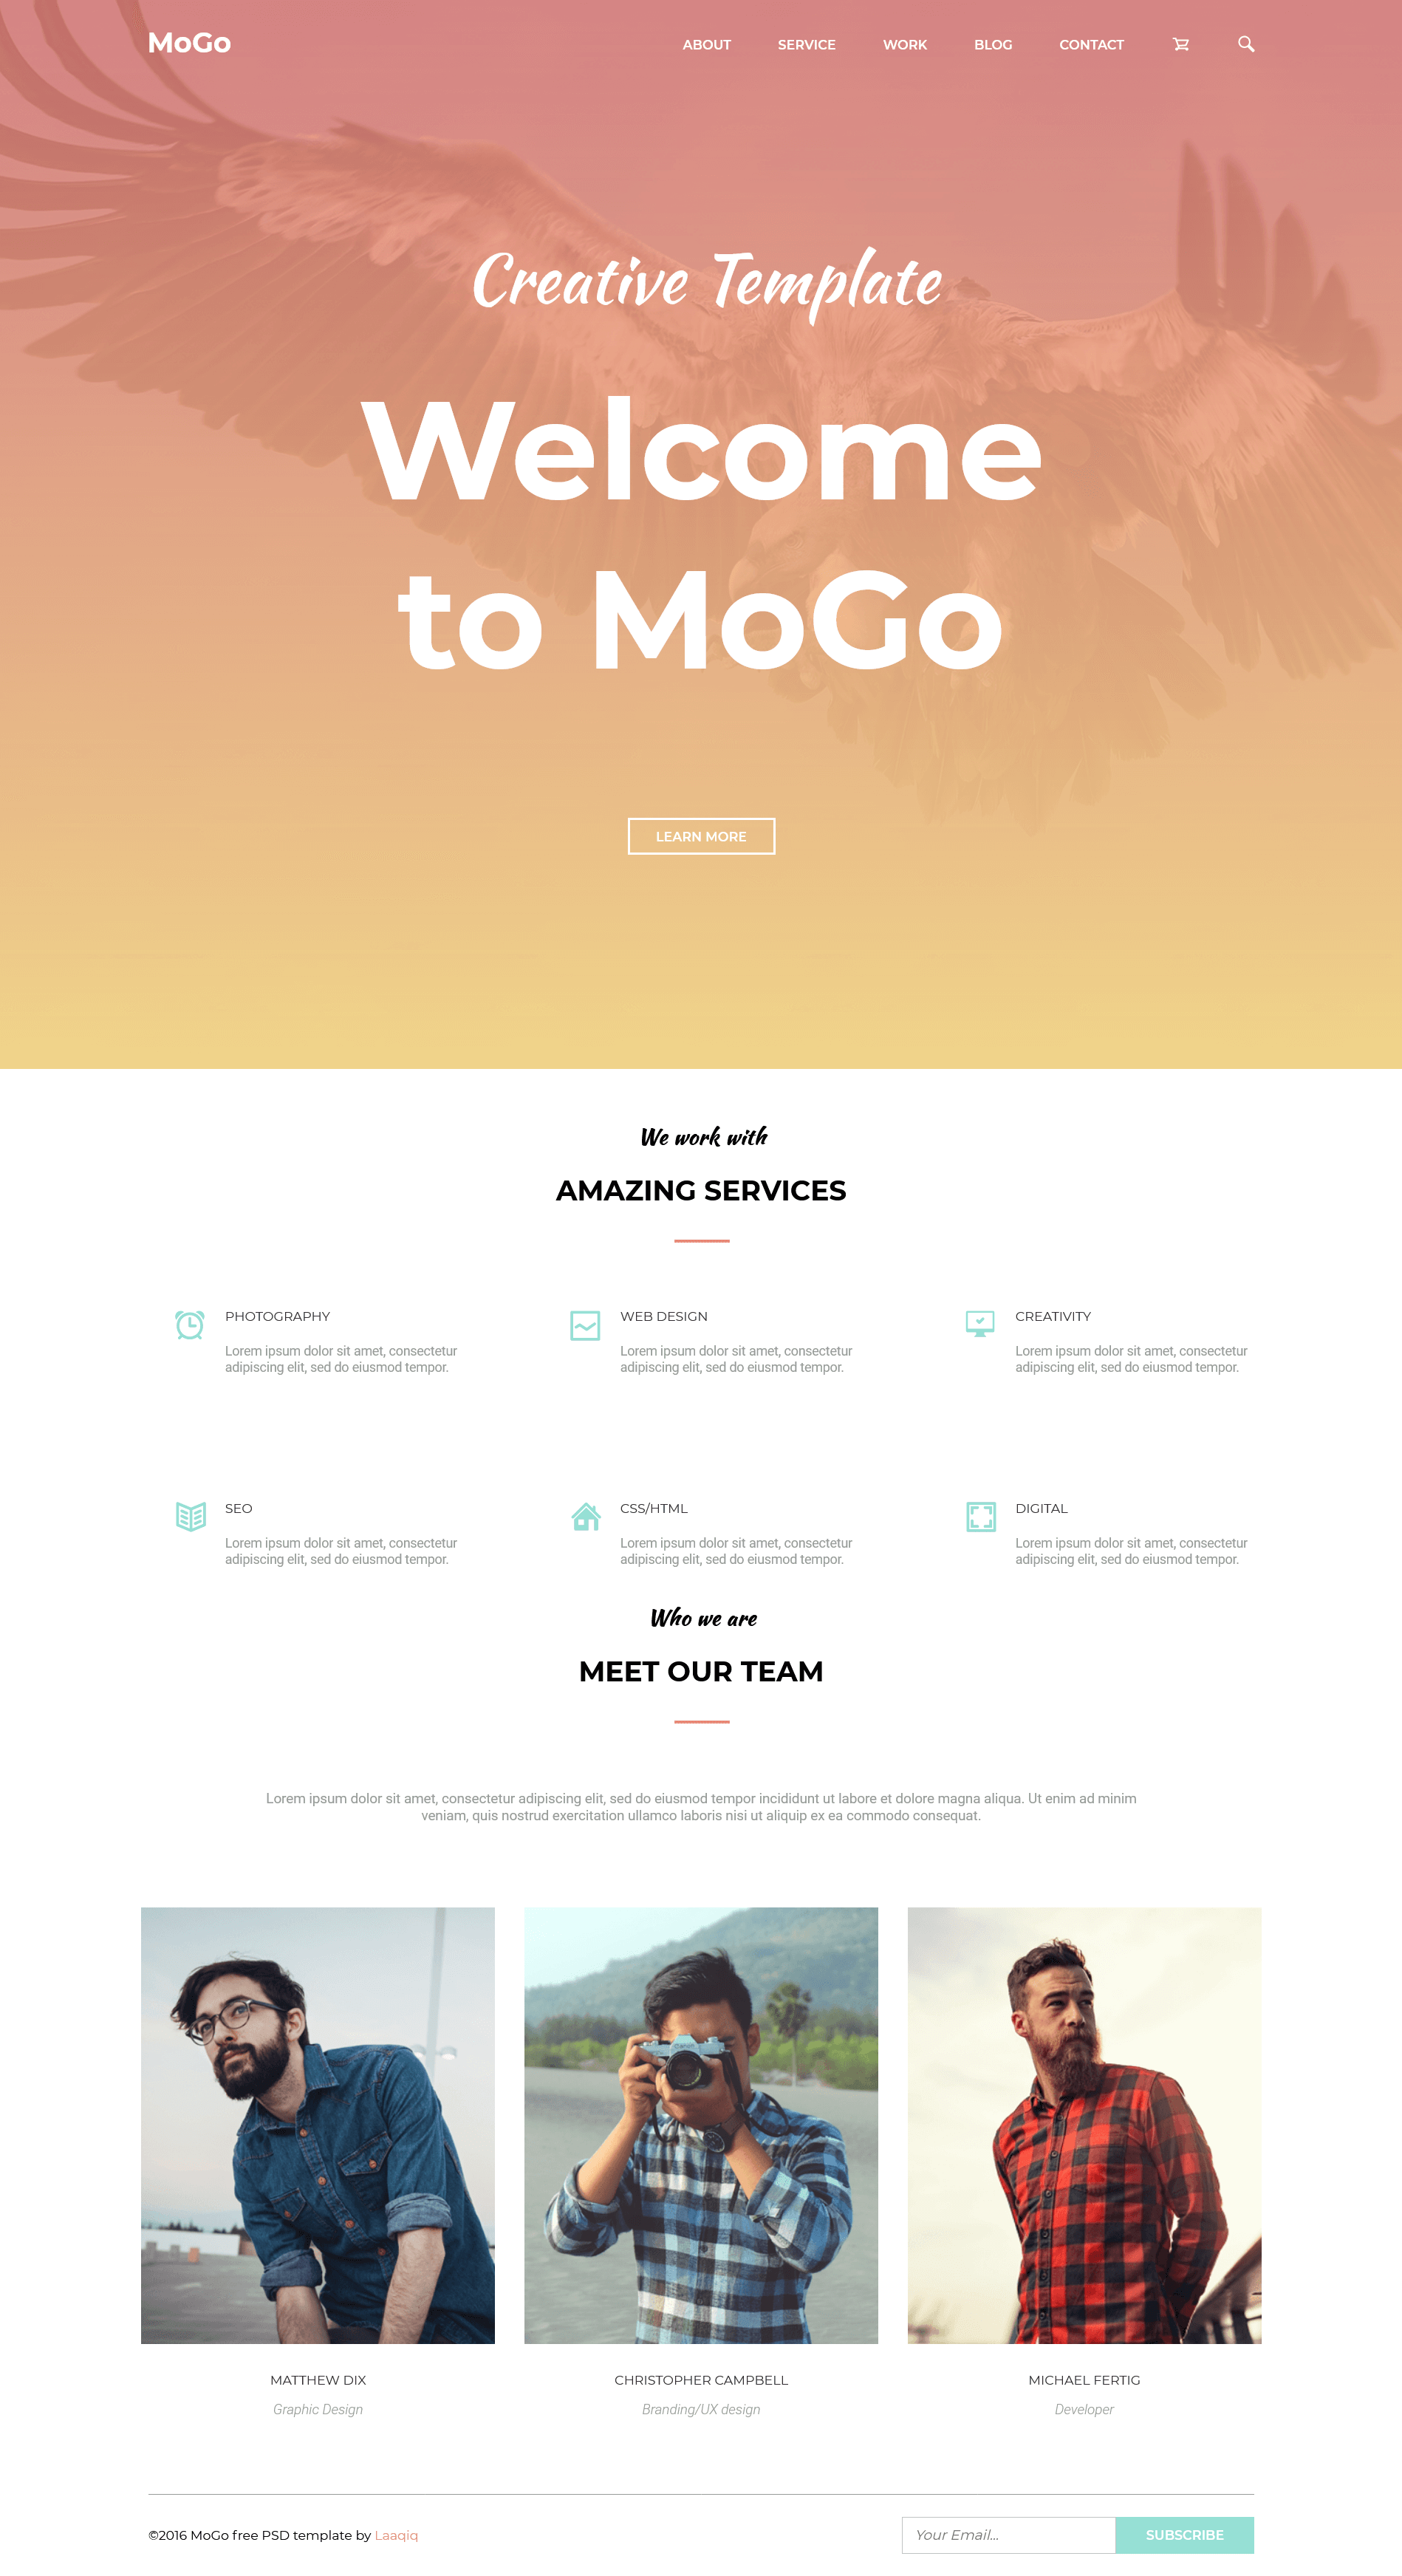 MoGo
ABOUT SERVICE WORK BLOG CONTACT
Creative Template
Welcome
to MoGo
LEARN MORE
We work with
AMAZING SERVICES
PHOTOGRAPHY
Lorem ipsum dolor sit amet, consectetur
adipiscing elit, sed do eiusmod tempor.
WEB DESIGN
Lorem ipsum dolor sit amet, consectetur
adipiscing elit, sed do eiusmod tempor.
CREATIVITY
Lorem ipsum dolor sit amet, consectetur
adipiscing elit, sed do eiusmod tempor.
SEO
Lorem ipsum dolor sit amet, consectetur
adipiscing elit, sed do eiusmod tempor.
CSS/HTML
Lorem ipsum dolor sit amet, consectetur
adipiscing elit, sed do eiusmod tempor.
DIGITAL
Lorem ipsum dolor sit amet, consectetur
adipiscing elit, sed do eiusmod tempor.
Who we are
MEET OUR TEAM
Lorem ipsum dolor sit amet, consectetur adipiscing elit, sed do eiusmod tempor incididunt ut labore et dolore magna aliqua. Ut enim ad minim
veniam, quis nostrud exercitation ullamco laboris nisi ut aliquip ex ea commodo consequat.
MATTHEW DIX
Graphic Design
CHRISTOPHER CAMPBELL
Branding/UX design
MICHAEL FERTIG
Developer
©2016 MoGo free PSD template by Laaqiq
Your Email...
SUBSCRIBE